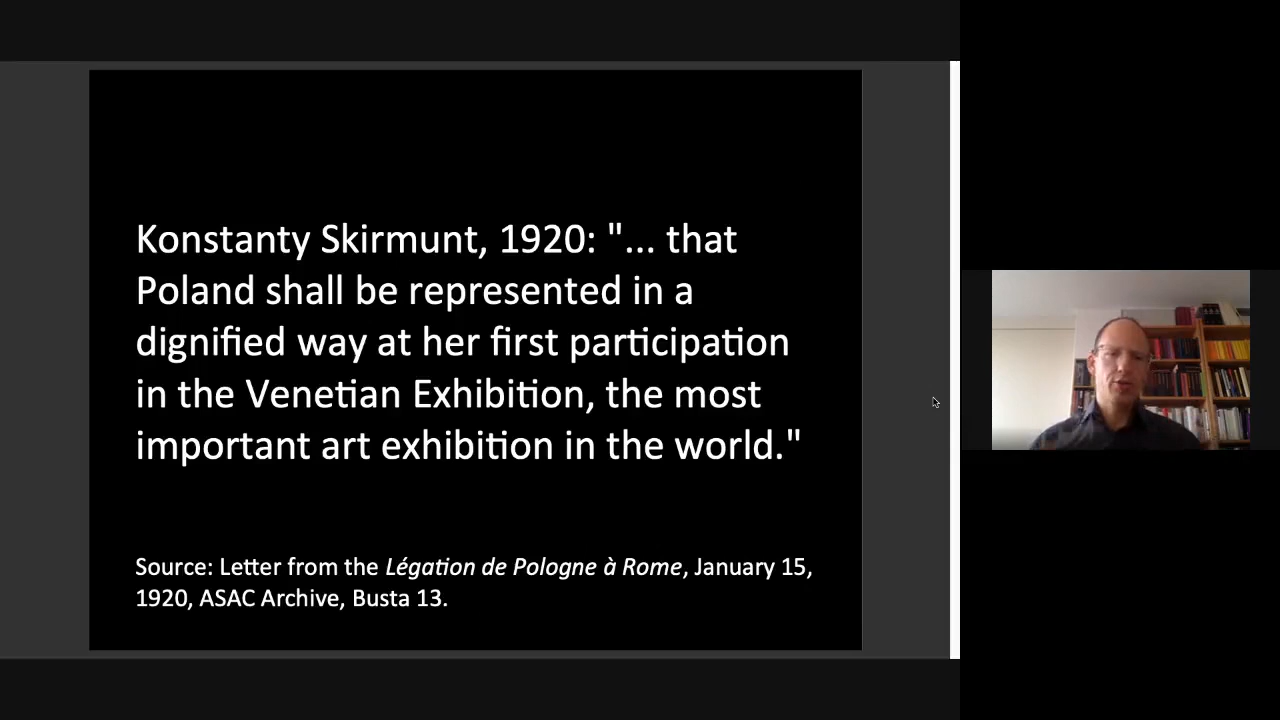 Konstanty Skirmunt, 1920: "... that
Poland shall be represented in a
dignified way at her first participation
in the Venetian Exhibition, the most
important art exhibition in the world."
Source: Letter from the Légation de Pologne à Rome, January 15,
1920, ASAC Archive, Busta 13.